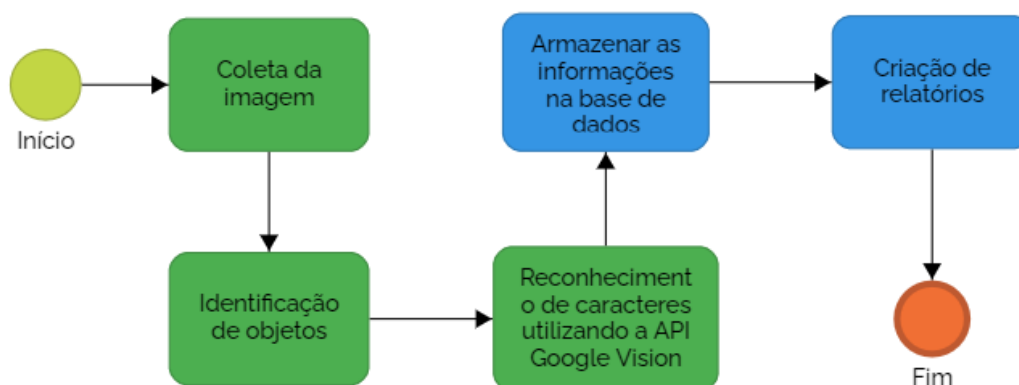 Início
Coleta da
imagem
Identificação
de objetos
Reconheciment
o de caracteres
utilizando a API
Google Vision
Armazenar as
informações
na base de
dados
Criação de
relatórios
Fim